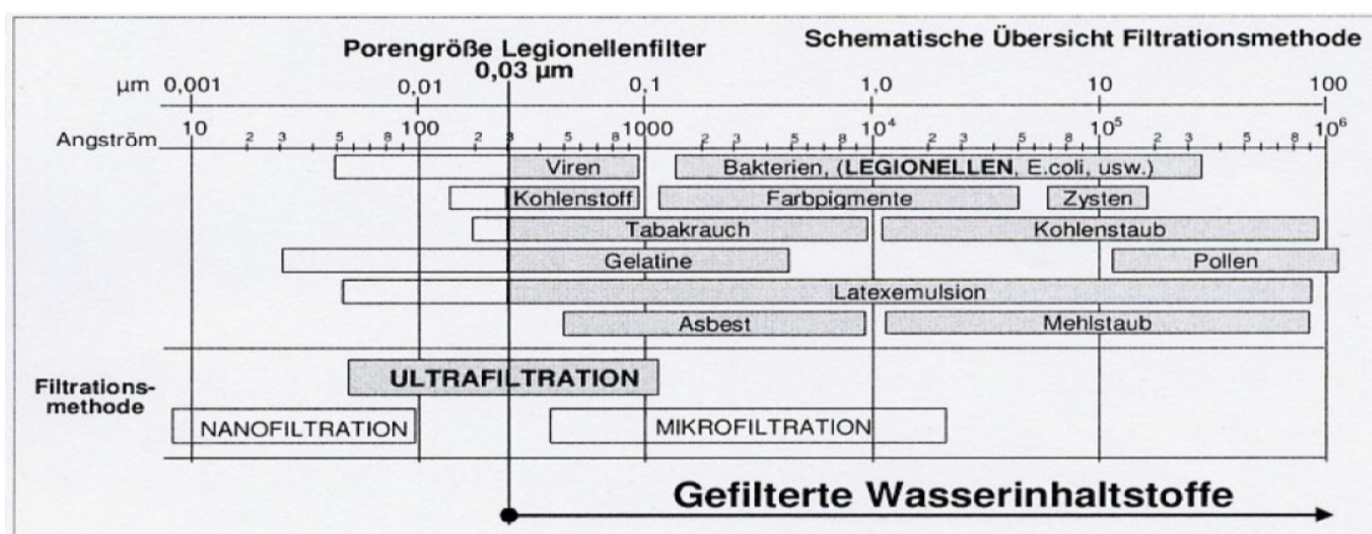 Schematische Übersicht Filtrationsmethode
Porengröße Legionellenfilter
0,03 µm
µm 0,001 0,01 0,1 1,0 10 100
Angström 10 2 3 5 8 100 2 3 5 8 1000 2 3 5 8 10⁴ 2 3 5 8 10⁵ 2 3 5 8 10⁶
Viren Bakterien, (LEGIONELLEN, E.coli, usw.)
Kohlenstoff Farbpigmente Zysten
Tabakrauch Kohlenstaub
Gelatine Pollen
Latexemulsion
Asbest Mehlstaub
Filtrations-
methode
ULTRAFILTRATION
NANOFILTRATION MIKROFILTRATION
Gefilterte Wasserinhaltstoffe